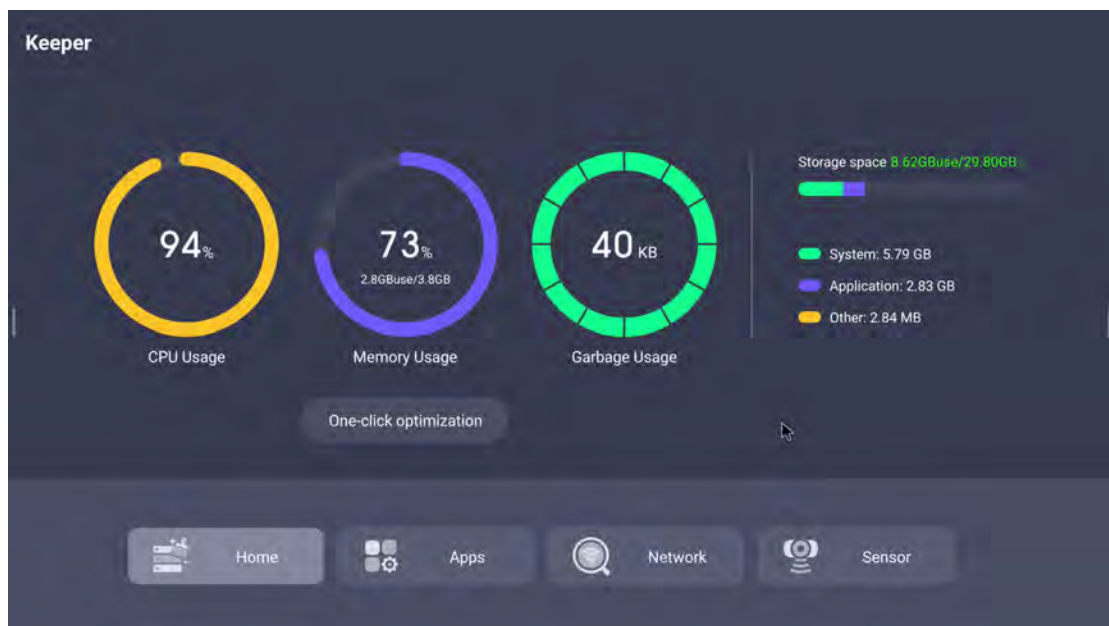 Keeper
94%
CPU Usage
73%
2.8GBuse/3.8GB
Memory Usage
40 KB
Garbage Usage
Storage space 8.62GBuse/29.80GB
System: 5.79 GB
Application: 2.83 GB
Other: 2.84 MB
One-click optimization
Home
Apps
Network
Sensor